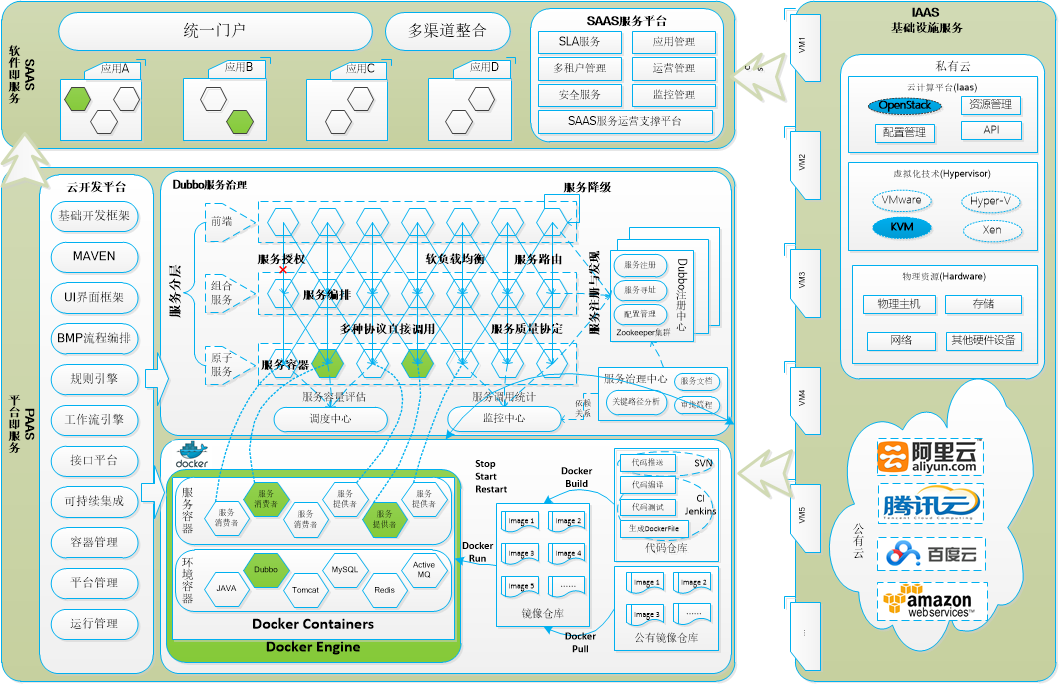 SAAS
软件即服务
统一门户
多渠道整合
应用A
应用B
应用C
应用D
SAAS服务平台
SLA服务
应用管理
多租户管理
运营管理
安全服务
监控管理
SAAS服务运营支撑平台
PAAS
平台即服务
云开发平台
基础开发框架
MAVEN
UI界面框架
BMP流程编排
规则引擎
工作流引擎
接口平台
可持续集成
容器管理
平台管理
运行管理
Dubbo服务治理
服务降级
服务分层
前端
组合
服务
原子
服务
服务授权
软负载均衡
服务路由
服务编排
多种协议直接调用
服务质量协定
服务容器
服务容量评估
服务调用统计
调度中心
监控中心
依赖
关系
服务注册与发现
服务注册
服务寻址
配置管理
Zookeeper集群
Dubbo注册中心
服务治理中心
服务文档
关键路径分析
审批流程
docker
服务容器
服务
消费者
服务
消费者
服务
消费者
服务
提供者
服务
提供者
服务
提供者
环境容器
JAVA
Dubbo
Tomcat
MySQL
Redis
Active
MQ
Docker Containers
Docker Engine
Stop
Start
Restart
Docker
Build
Docker
Run
Docker
Pull
Image 1
Image 2
Image 3
Image 4
Image 5
......
镜像仓库
代码推送
SVN
代码编译
代码测试
CI
Jenkins
生成DockerFile
代码仓库
Image 1
Image 2
Image 3
......
公有镜像仓库
VM1
VM2
VM3
VM4
VM5
...
IAAS
基础设施服务
私有云
云计算平台(Iaas)
OpenStack
资源管理
配置管理
API
虚拟化技术(Hypervisor)
VMware
Hyper-V
KVM
Xen
物理资源(Hardware)
物理主机
存储
网络
其他硬件设备
公有云
阿里云
aliyun.com
腾讯云
Tencent Cloud Computing
百度云
amazon
webservices™